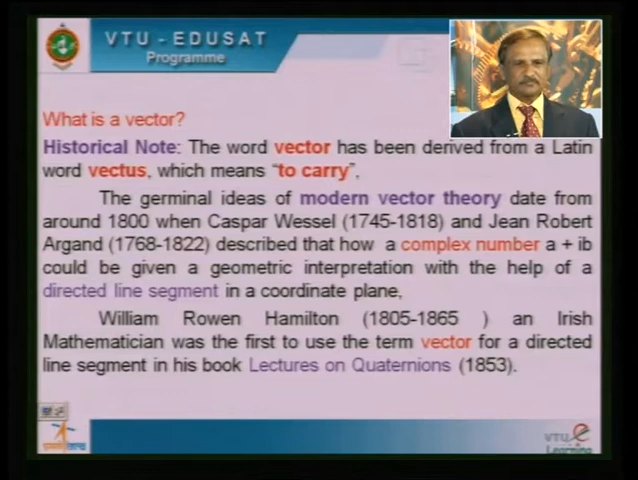 VTU - EDUSAT
Programme
What is a vector?
Historical Note: The word vector has been derived from a Latin
word vectus, which means “to carry”.
The germinal ideas of modern vector theory date from
around 1800 when Caspar Wessel (1745-1818) and Jean Robert
Argand (1768-1822) described that how a complex number a + ib
could be given a geometric interpretation with the help of a
directed line segment in a coordinate plane.
William Rowen Hamilton (1805-1865 ) an Irish
Mathematician was the first to use the term vector for a directed
line segment in his book Lectures on Quaternions (1853).
VTU e
Learning